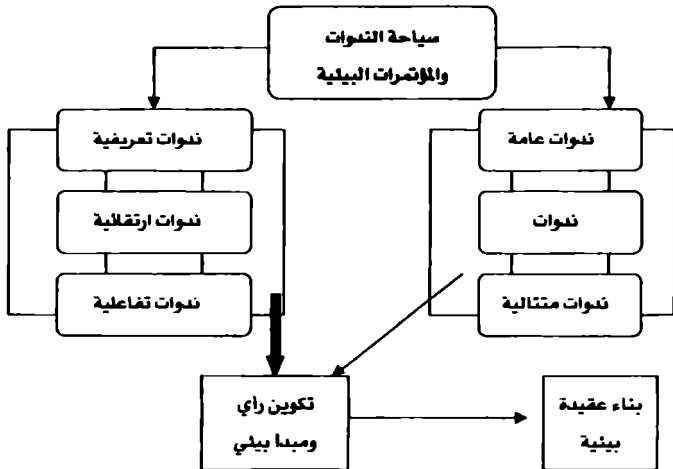 سياحة الندوات
والمؤتمرات البيئية
ندوات عامة
ندوات تعريفية
ندوات
ندوات ارتقائية
ندوات متتالية
ندوات تفاعلية
تكوين رأي
ومبدا بيئي
بناء عقيدة
بيئية